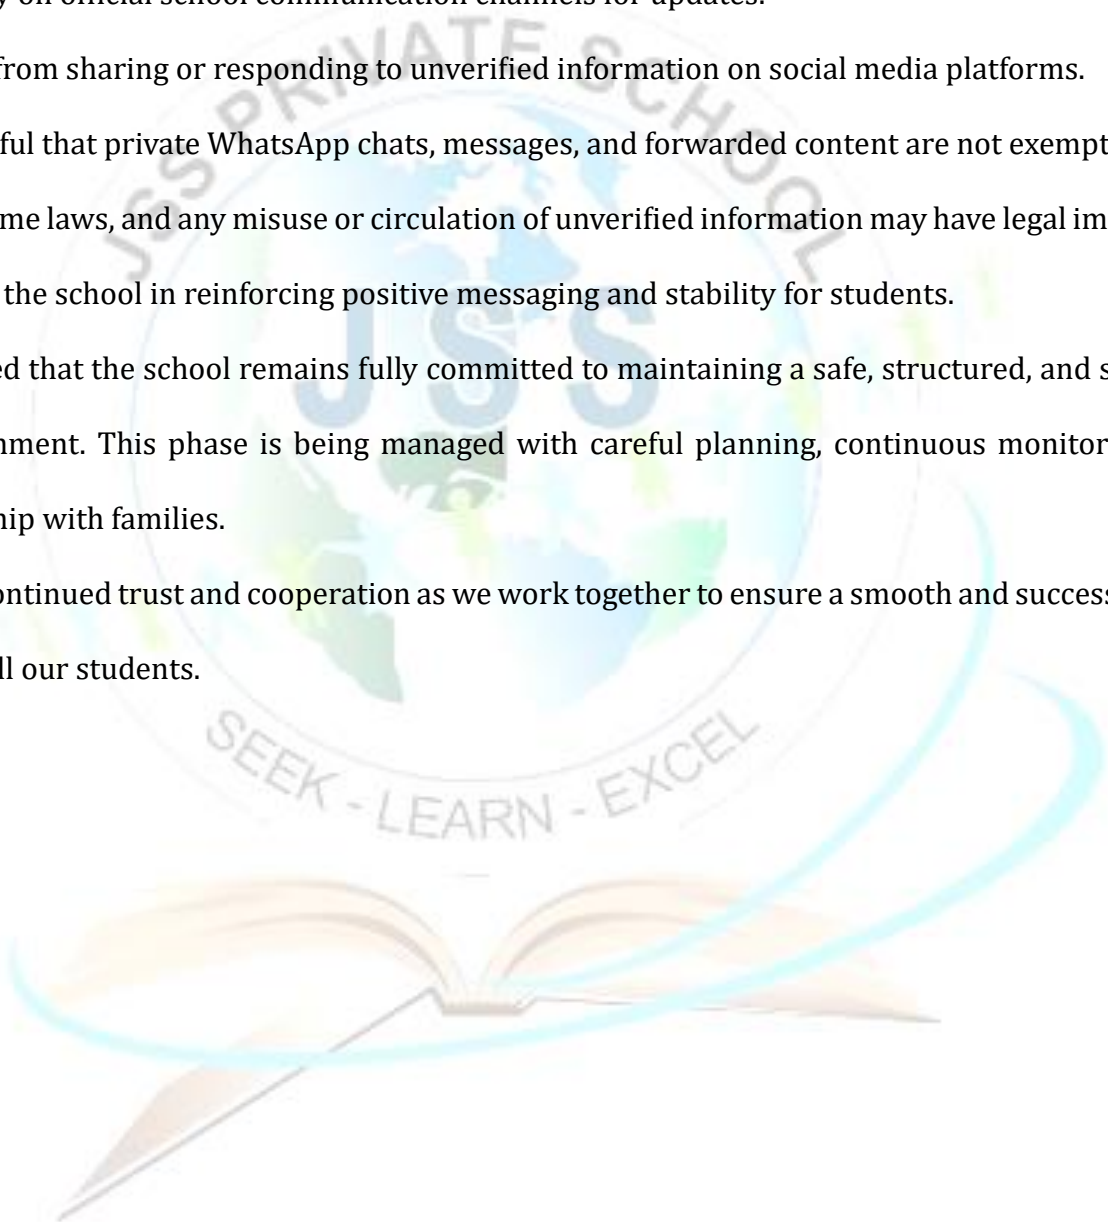 y on official school communication channels for updates.
from sharing or responding to unverified information on social media platforms.
ful that private WhatsApp chats, messages, and forwarded content are not exempt
me laws, and any misuse or circulation of unverified information may have legal im
the school in reinforcing positive messaging and stability for students.
ed that the school remains fully committed to maintaining a safe, structured, and s
nment. This phase is being managed with careful planning, continuous monitor
hip with families.
ontinued trust and cooperation as we work together to ensure a smooth and success
ll our students.
JSS PRIVATE SCHOOL
JSS
SEEK - LEARN - EXCEL